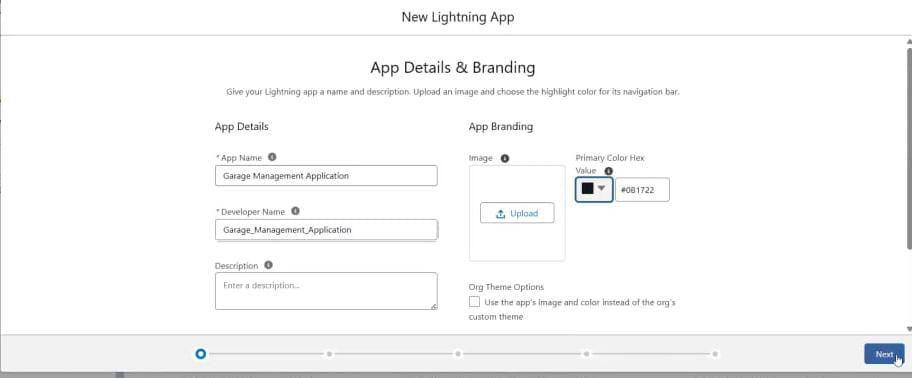 New Lightning App
App Details & Branding
Give your Lightning app a name and description. Upload an image and choose the highlight color for its navigation bar.
App Details
* App Name
Garage Management Application
* Developer Name
Garage_Management_Application
Description
Enter a description...
App Branding
Image
Upload
Primary Color Hex
Value
#0B1722
Org Theme Options
Use the app's image and color instead of the org's
custom theme
Next